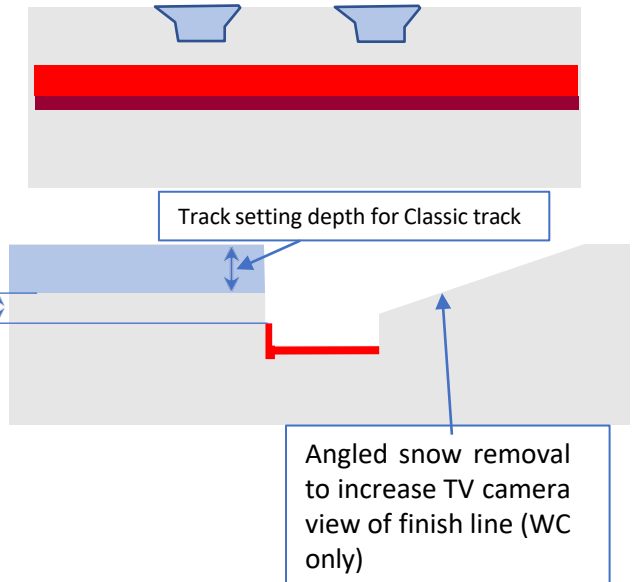 Track setting depth for Classic track
Angled snow removal
to increase TV camera
view of finish line (WC
only)